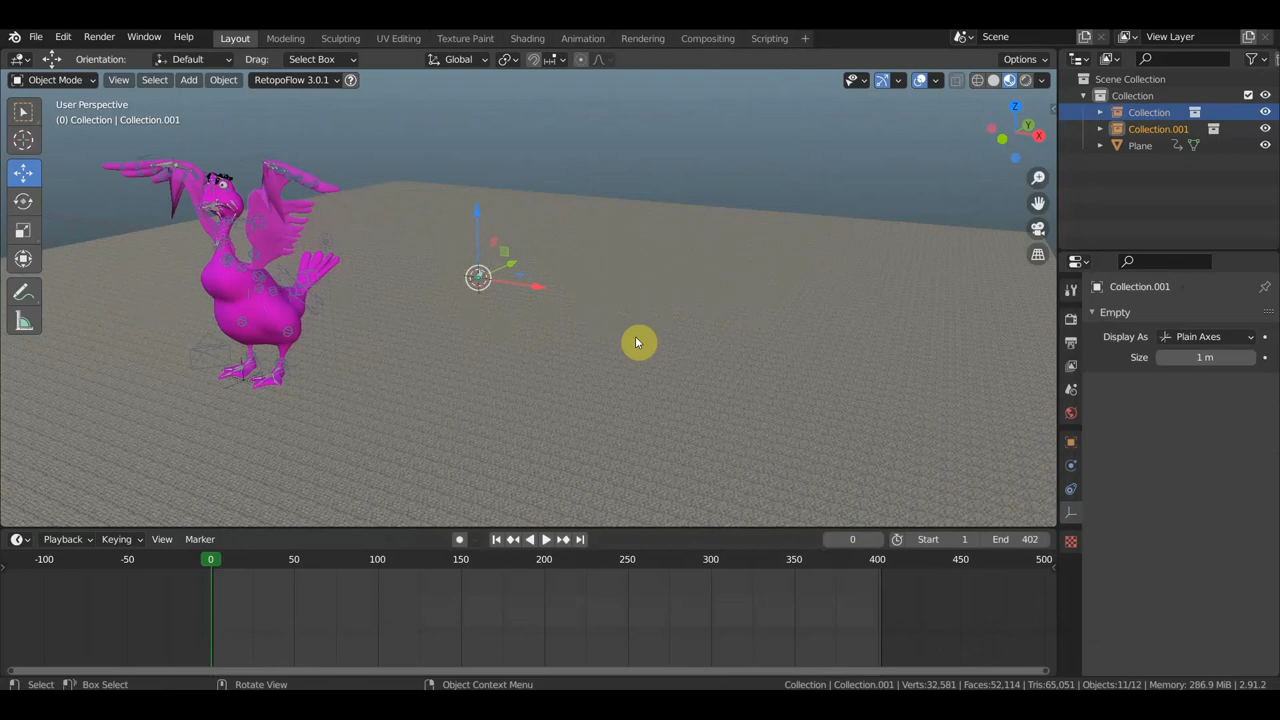 File Edit Render Window Help Layout Modeling Sculpting UV Editing Texture Paint Shading Animation Rendering Compositing Scripting + Scene View Layer
Orientation: Default Drag: Select Box Global Options
Object Mode View Select Add Object RetopoFlow 3.0.1
User Perspective
(0) Collection | Collection.001
Z
Y
X
Scene Collection
Collection
Collection
Collection.001
Plane
Collection.001
Empty
Display As Plain Axes
Size 1 m
Playback Keying View Marker 0 Start 1 End 402
-100 -50 0 50 100 150 200 250 300 350 400 450 500
Select Box Select Rotate View Object Context Menu Collection | Collection.001 | Verts:32,581 | Faces:52,114 | Tris:65,051 | Objects:11/12 | Memory: 286.9 MiB | 2.91.2